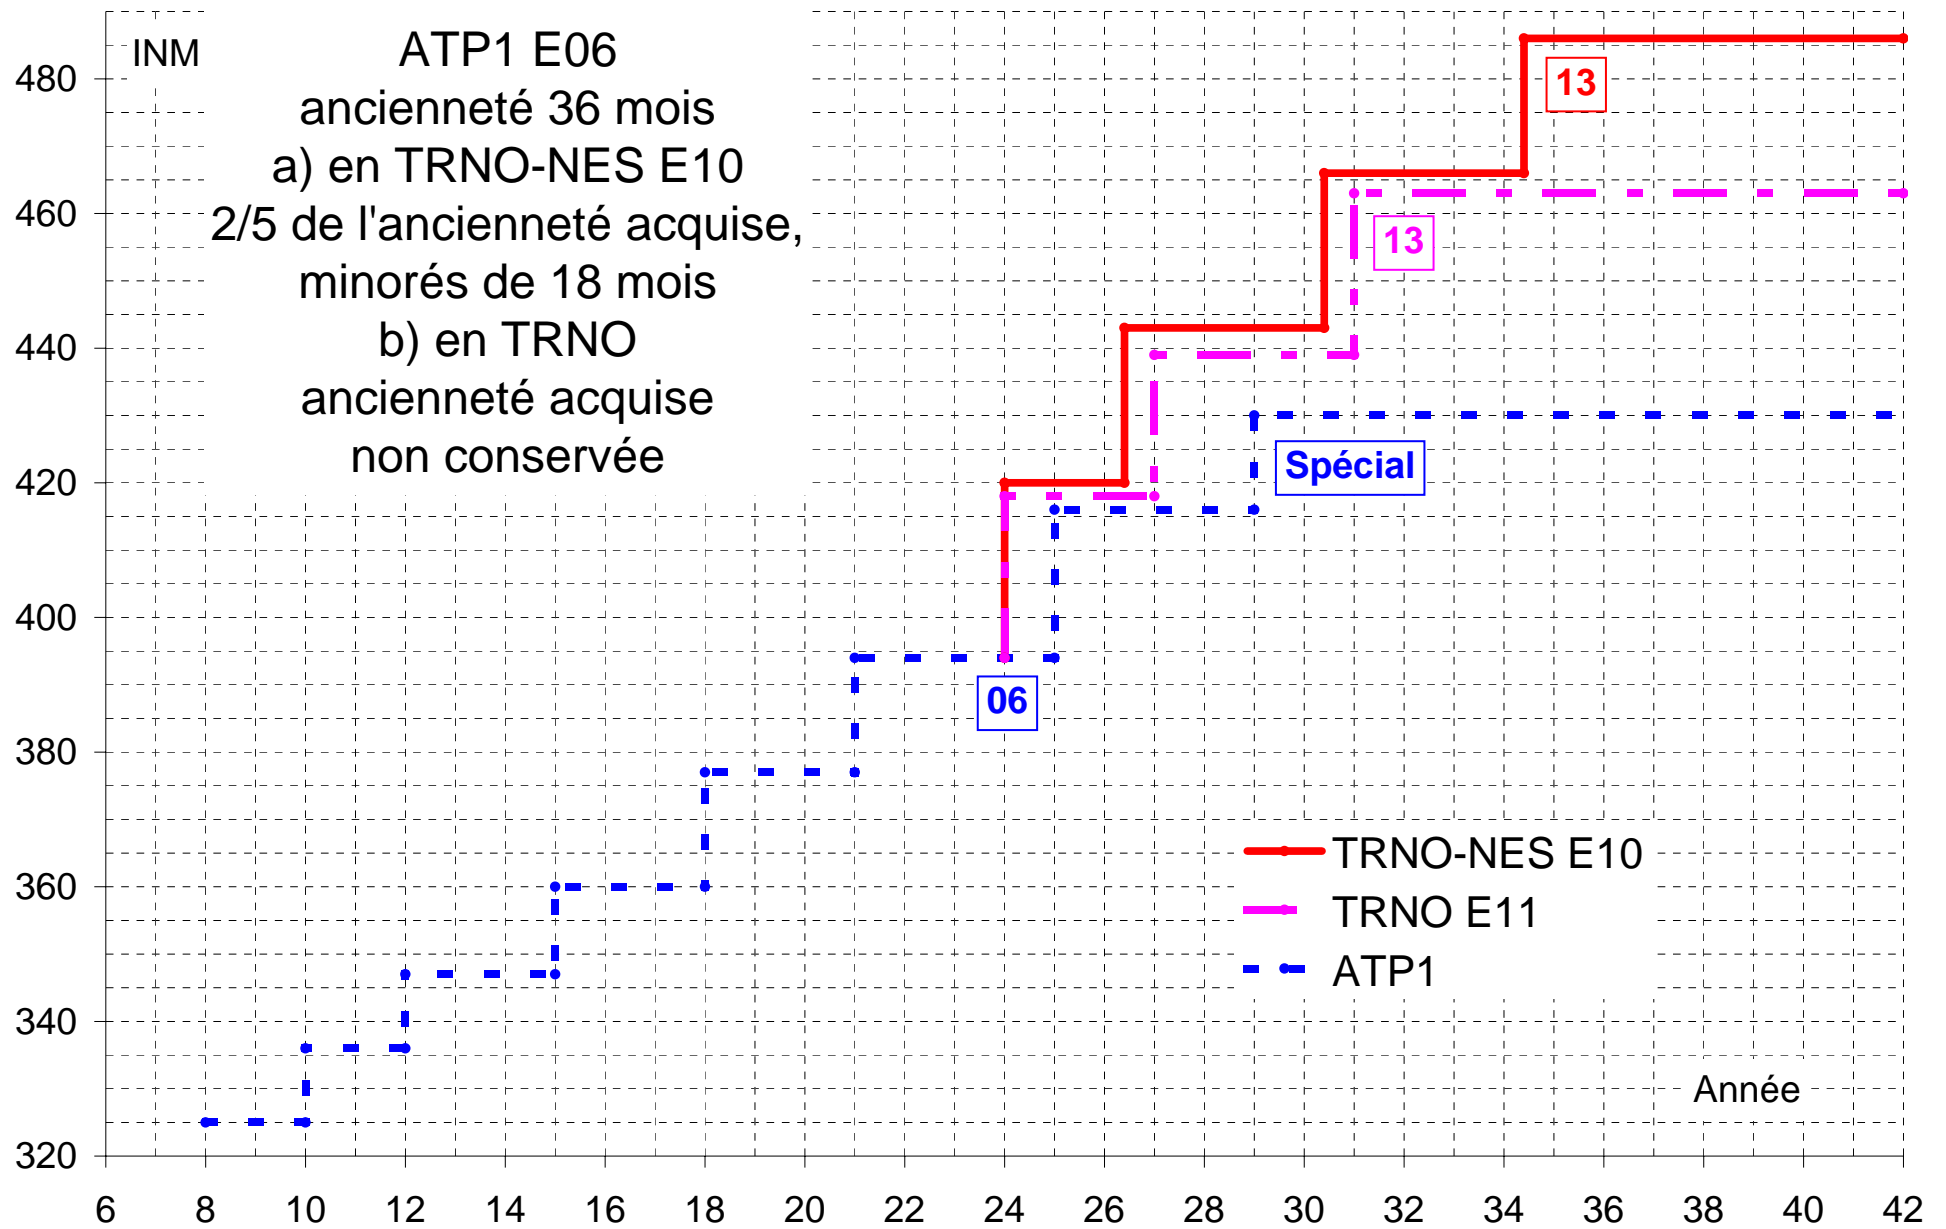 INM
ATP1 E06
ancienneté 36 mois
a) en TRNO-NES E10
2/5 de l'ancienneté acquise,
minorés de 18 mois
b) en TRNO
ancienneté acquise
non conservée
480
460
440
420
400
380
360
340
320
13
13
Spécial
06
TRNO-NES E10
TRNO E11
ATP1
Année
6 8 10 12 14 16 18 20 22 24 26 28 30 32 34 36 38 40 42